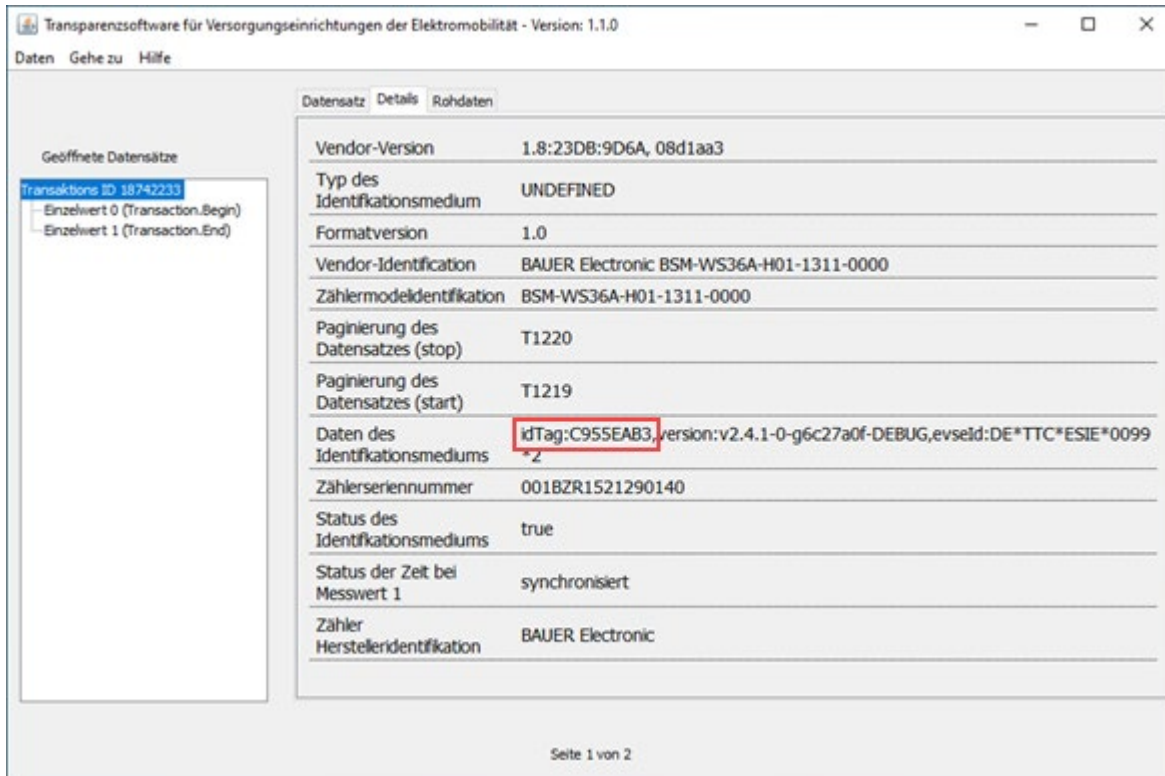 Transparenzsoftware für Versorgungseinrichtungen der Elektromobilität - Version: 1.1.0
Daten Gehe zu Hilfe
Datensatz Details Rohdaten
Geöffnete Datensätze
Transaktions ID 18742233
Einzelwert 0 (Transaction.Begin)
Einzelwert 1 (Transaction.End)
Vendor-Version 1.8:23DB:9D6A, 08d1aa3
Typ des
Identifikationsmedium UNDEFINED
Formatversion 1.0
Vendor-Identification BAUER Electronic BSM-WS36A-H01-1311-0000
Zählermodelidentifikation BSM-WS36A-H01-1311-0000
Paginierung des
Datensatzes (stop) T1220
Paginierung des
Datensatzes (start) T1219
Daten des idTag:C955EAB3,version:v2.4.1-0-g6c27a0f-DEBUG,evseId:DE*TTC*ESIE*0099
Identifikationsmediums *2
Zählerseriennummer 001BZR1521290140
Status des
Identifikationsmediums true
Status der Zeit bei
Messwert 1 synchronisiert
Zähler
Herstelleridentifikation BAUER Electronic
Seite 1 von 2